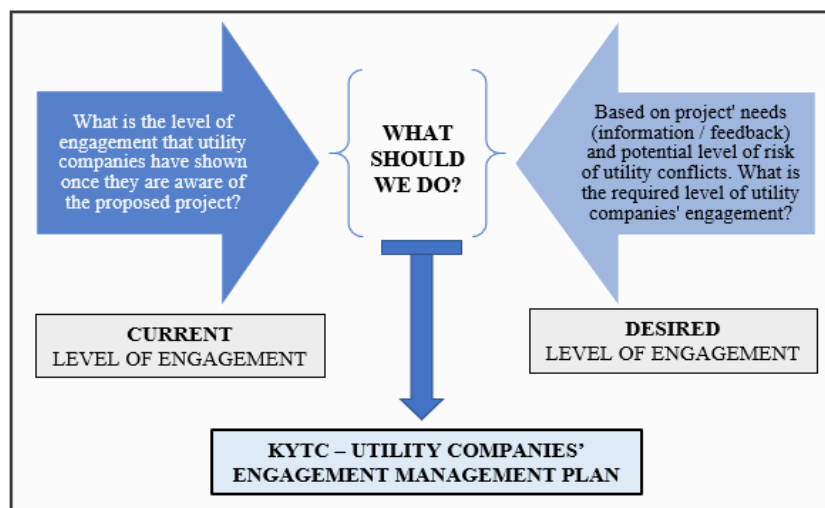 What is the level of
engagement that utility
companies have shown
once they are aware of
the proposed project?
WHAT
SHOULD
WE DO?
Based on project' needs
(information / feedback)
and potential level of risk
of utility conflicts. What is
the required level of utility
companies' engagement?
CURRENT
LEVEL OF ENGAGEMENT
DESIRED
LEVEL OF ENGAGEMENT
KYTC – UTILITY COMPANIES’
ENGAGEMENT MANAGEMENT PLAN